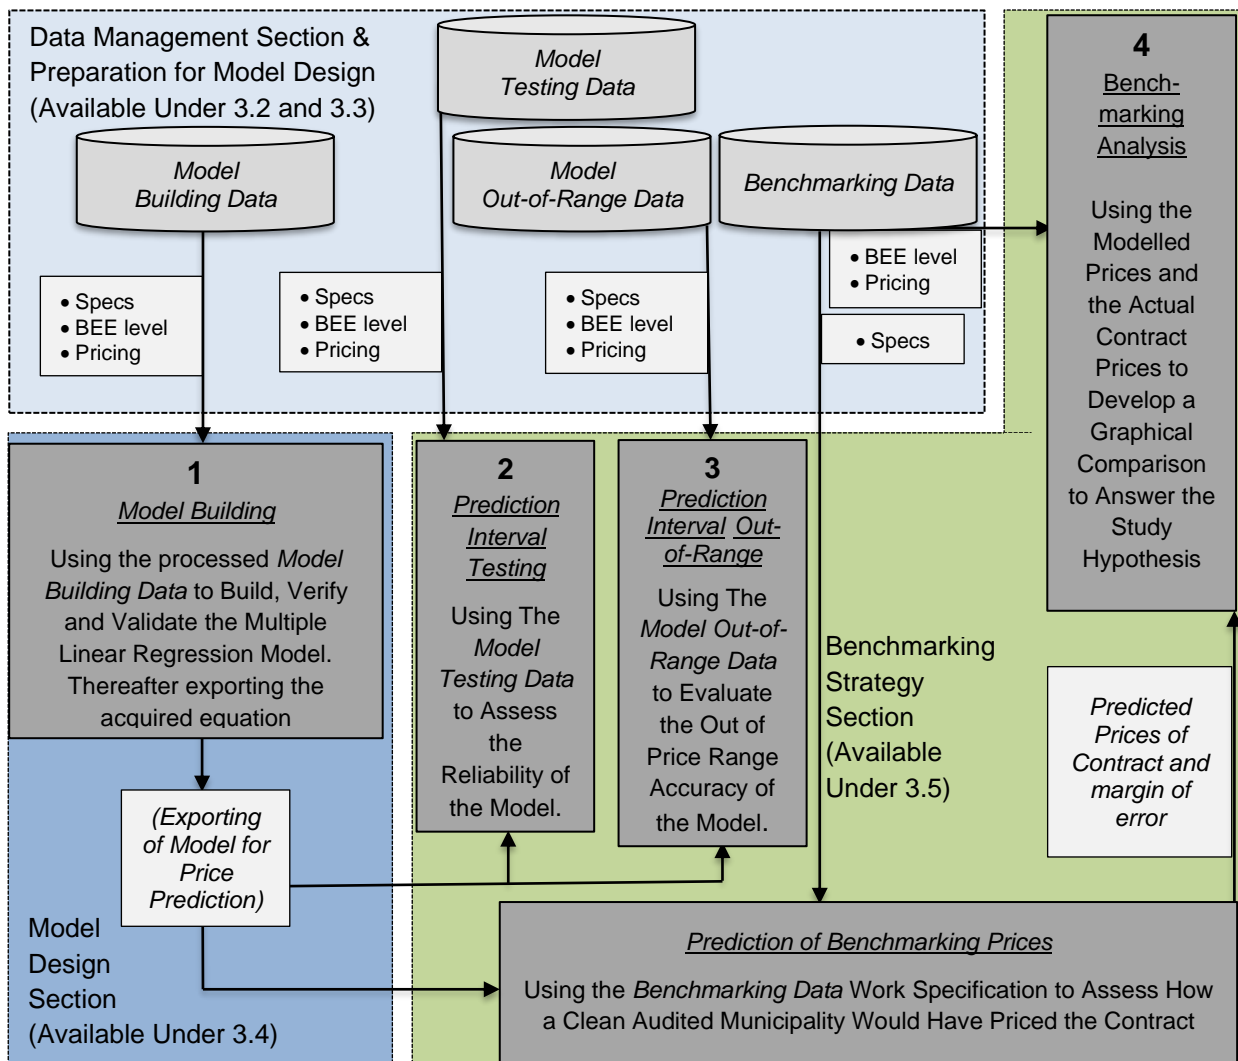 Data Management Section &
Preparation for Model Design
(Available Under 3.2 and 3.3)
Model
Testing Data
Model
Building Data
Model
Out-of-Range Data
Benchmarking Data
• Specs
• BEE level
• Pricing
• Specs
• BEE level
• Pricing
• Specs
• BEE level
• Pricing
• BEE level
• Pricing
• Specs
1
Model Building
Using the processed Model
Building Data to Build, Verify
and Validate the Multiple
Linear Regression Model.
Thereafter exporting the
acquired equation
(Exporting
of Model for
Price
Prediction)
Model
Design
Section
(Available Under 3.4)
2
Prediction
Interval
Testing
Using The
Model
Testing Data
to Assess
the
Reliability of
the Model.
3
Prediction
Interval Out-
of-Range
Using The
Model Out-of-
Range Data
to Evaluate
the Out of
Price Range
Accuracy of
the Model.
Benchmarking
Strategy
Section
(Available
Under 3.5)
4
Bench-
marking
Analysis
Using the
Modelled
Prices and
the Actual
Contract
Prices to
Develop a
Graphical
Comparison
to Answer the
Study
Hypothesis
Predicted
Prices of
Contract and
margin of
error
Prediction of Benchmarking Prices
Using the Benchmarking Data Work Specification to Assess How
a Clean Audited Municipality Would Have Priced the Contract